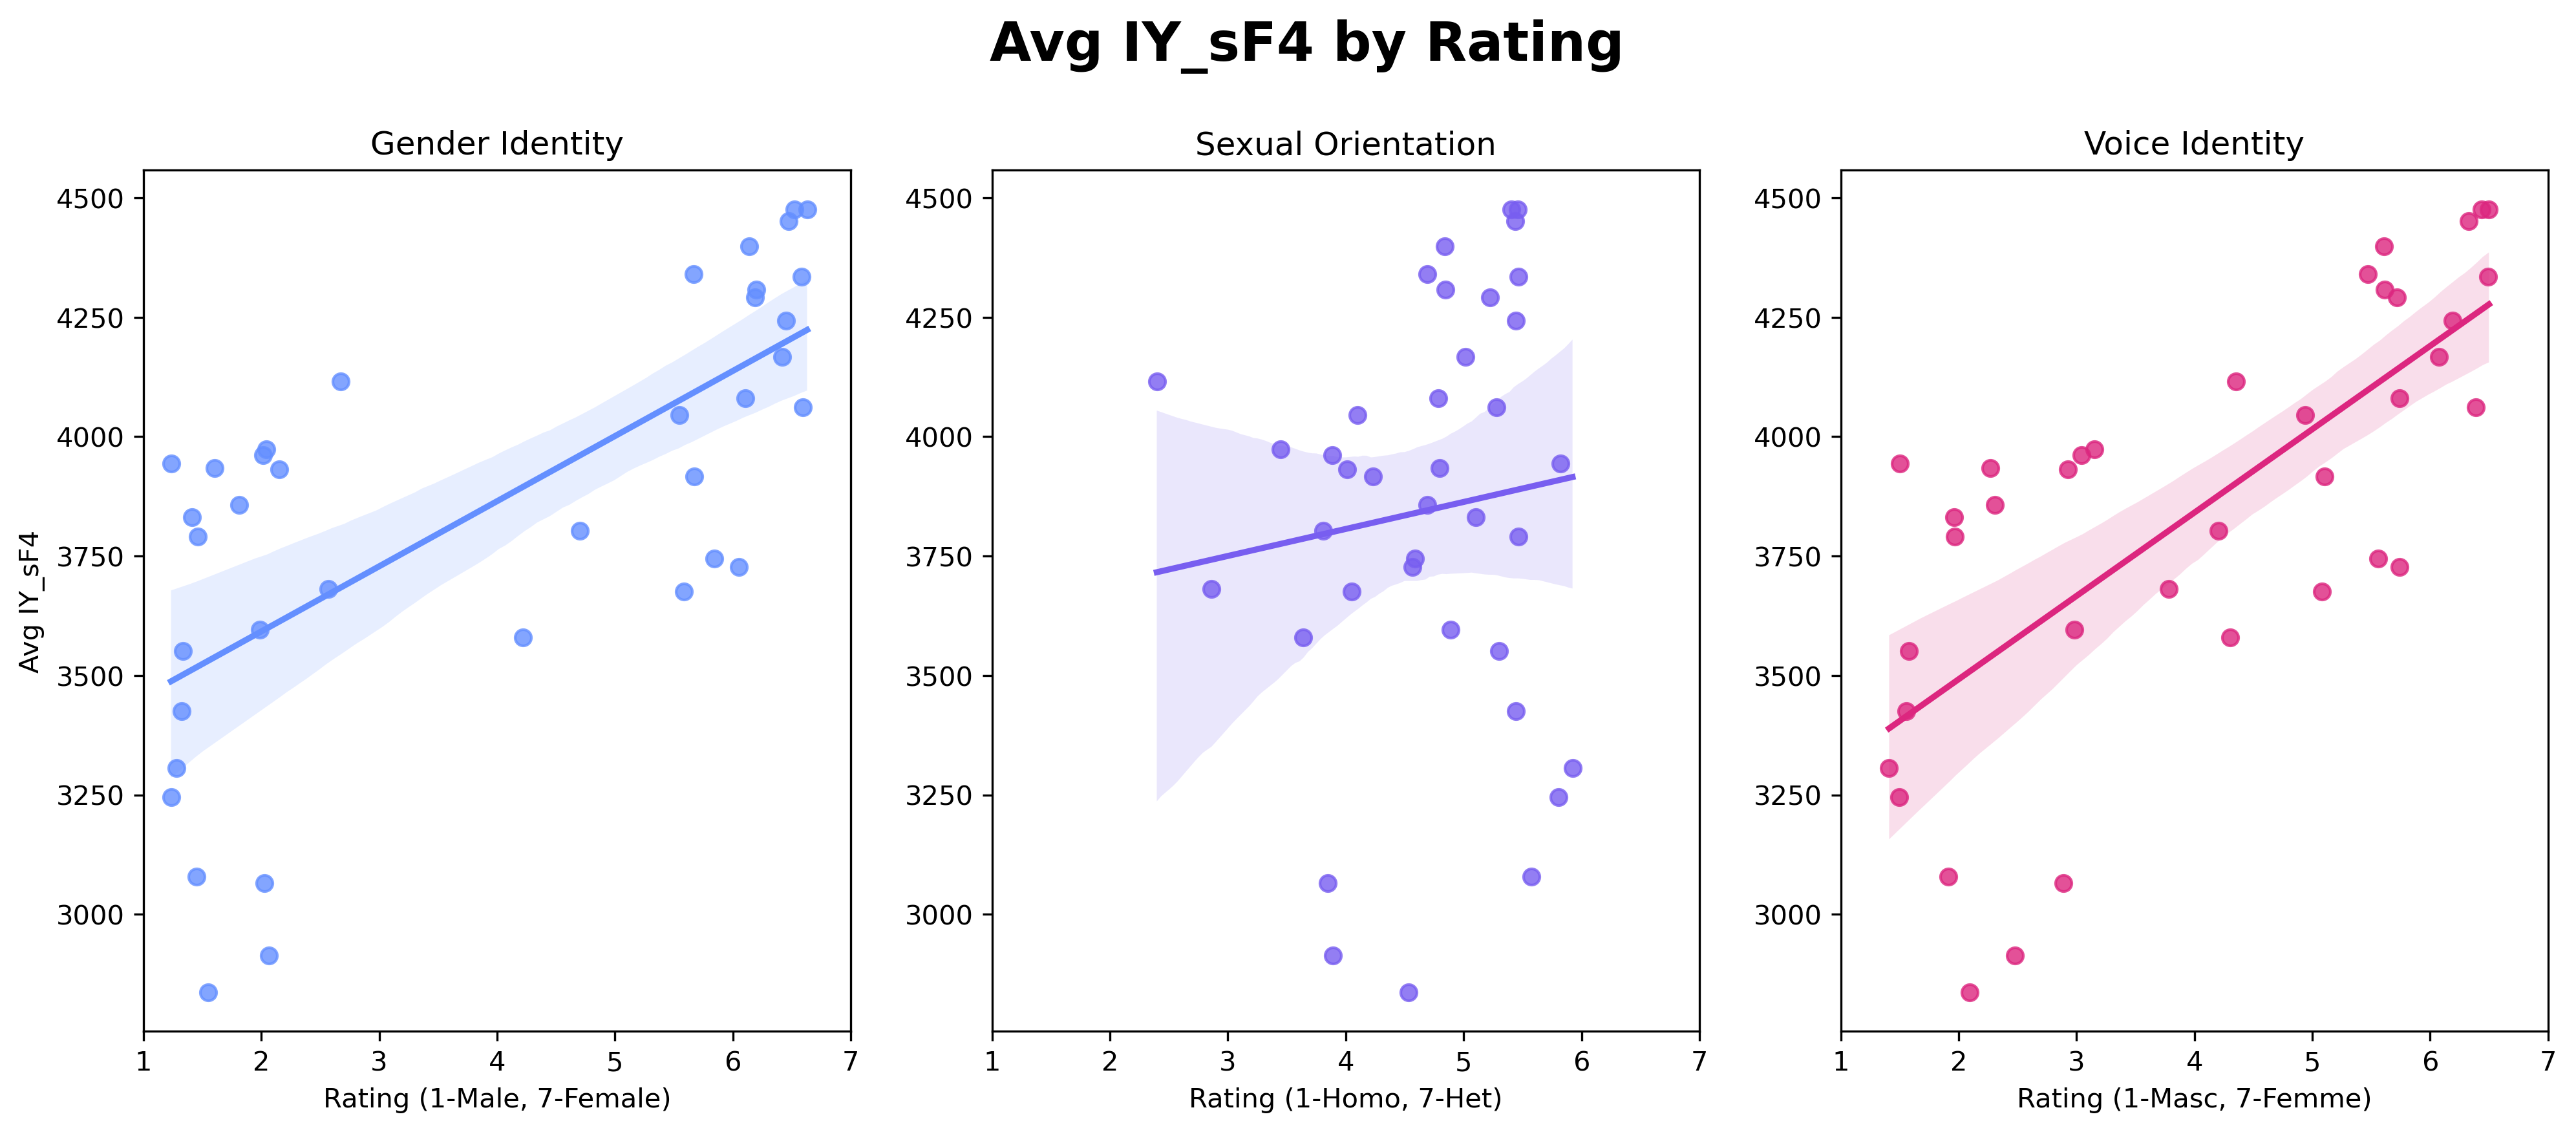 Avg IY_sF4 by Rating
Gender Identity
Sexual Orientation
Voice Identity
Avg IY_sF4
4500
4250
4000
3750
3500
3250
3000
1 2 3 4 5 6 7
Rating (1-Male, 7-Female)
4500
4250
4000
3750
3500
3250
3000
1 2 3 4 5 6 7
Rating (1-Homo, 7-Het)
4500
4250
4000
3750
3500
3250
3000
1 2 3 4 5 6 7
Rating (1-Masc, 7-Femme)